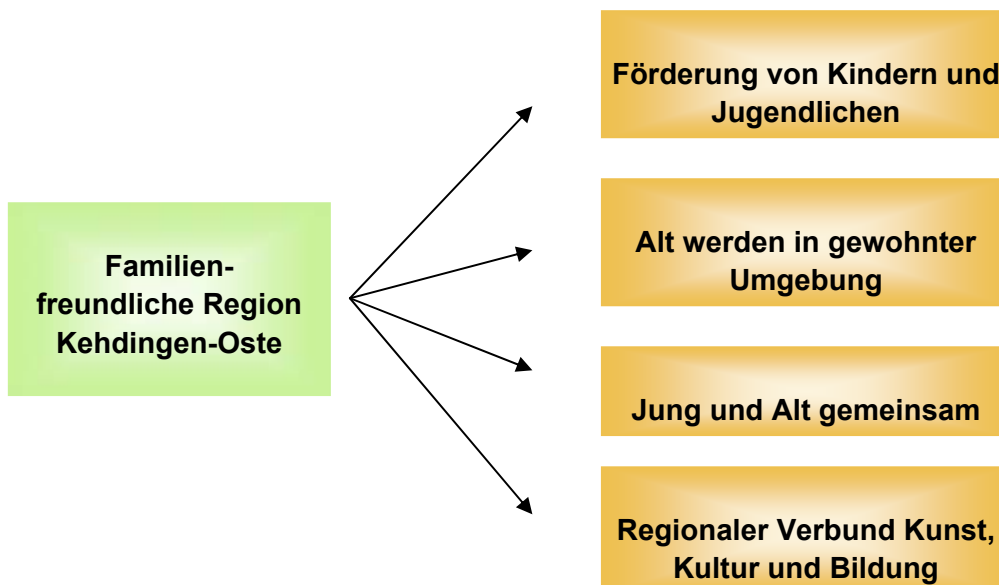 Familien-
freundliche Region
Kehdingen-Oste
Förderung von Kindern und
Jugendlichen
Alt werden in gewohnter
Umgebung
Jung und Alt gemeinsam
Regionaler Verbund Kunst,
Kultur und Bildung